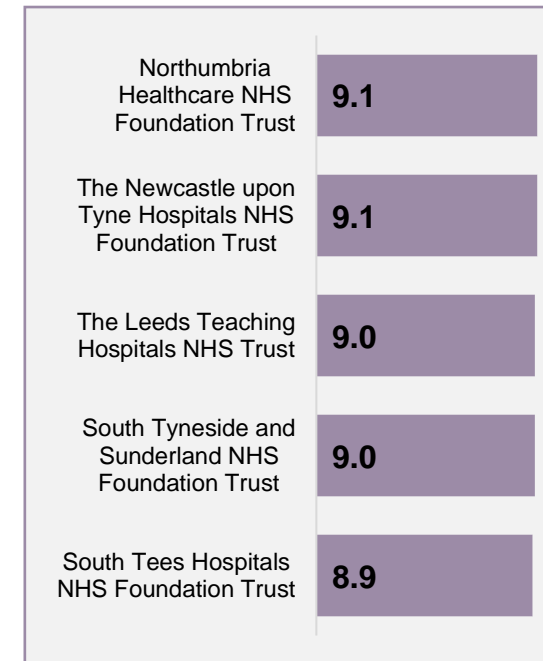 Northumbria
Healthcare NHS
Foundation Trust
9.1
The Newcastle upon
Tyne Hospitals NHS
Foundation Trust
9.1
The Leeds Teaching
Hospitals NHS Trust
9.0
South Tyneside and
Sunderland NHS
Foundation Trust
9.0
South Tees Hospitals
NHS Foundation Trust
8.9